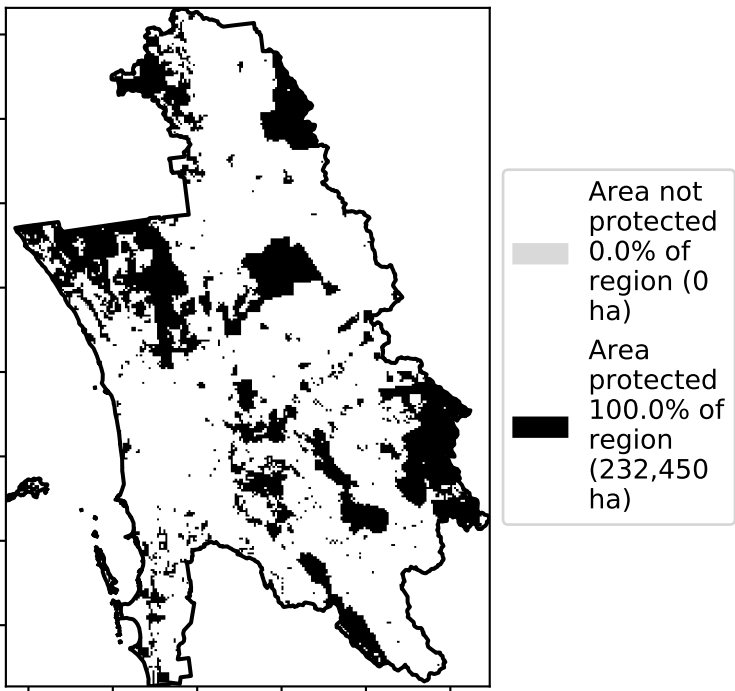 Area not
protected
0.0% of
region (0
ha)
Area
protected
100.0% of
region
(232,450
ha)